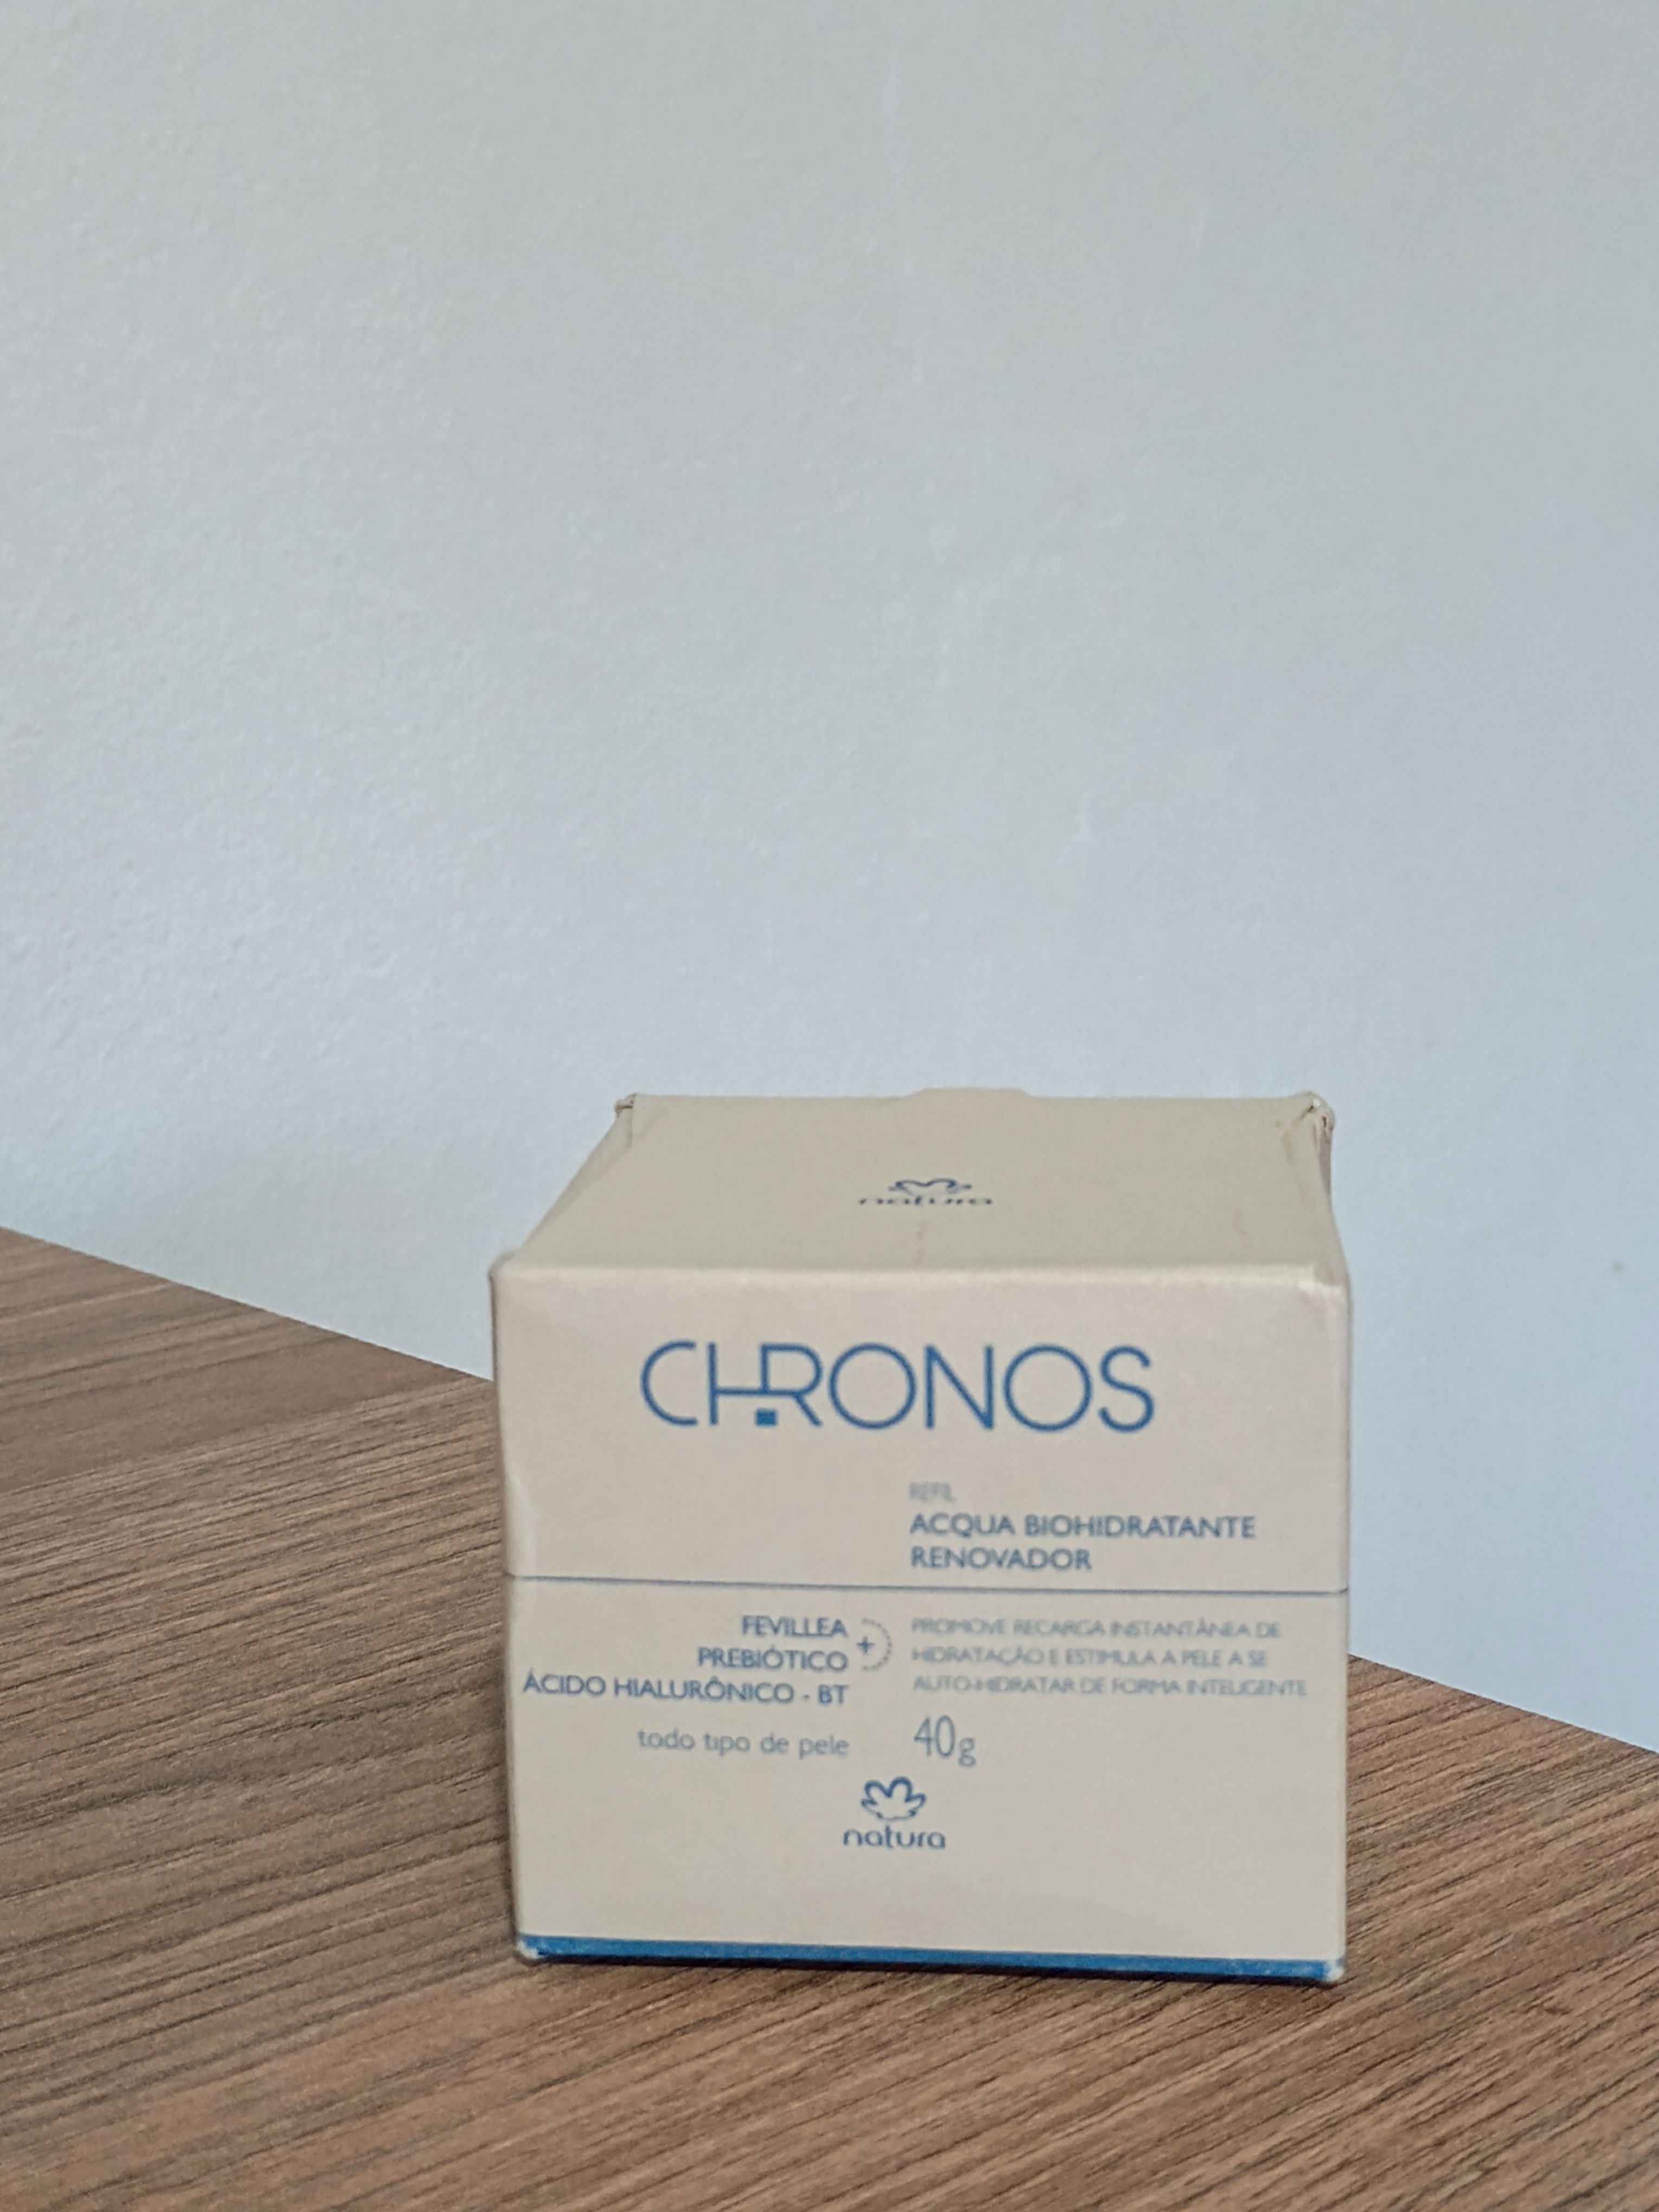 natura
CHRONOS
REFIL
ACQUA BIOHIDRATANTE
RENOVADOR
FEVILLEA
PREBIÓTICO
ÁCIDO HIALURÔNICO - BT
+
PROMOVE RECARGA INSTANTÂNEA DE
HIDRATAÇÃO E ESTIMULA A PELE A SE
AUTO-HIDRATAR DE FORMA INTELIGENTE
todo tipo de pele
40g
natura